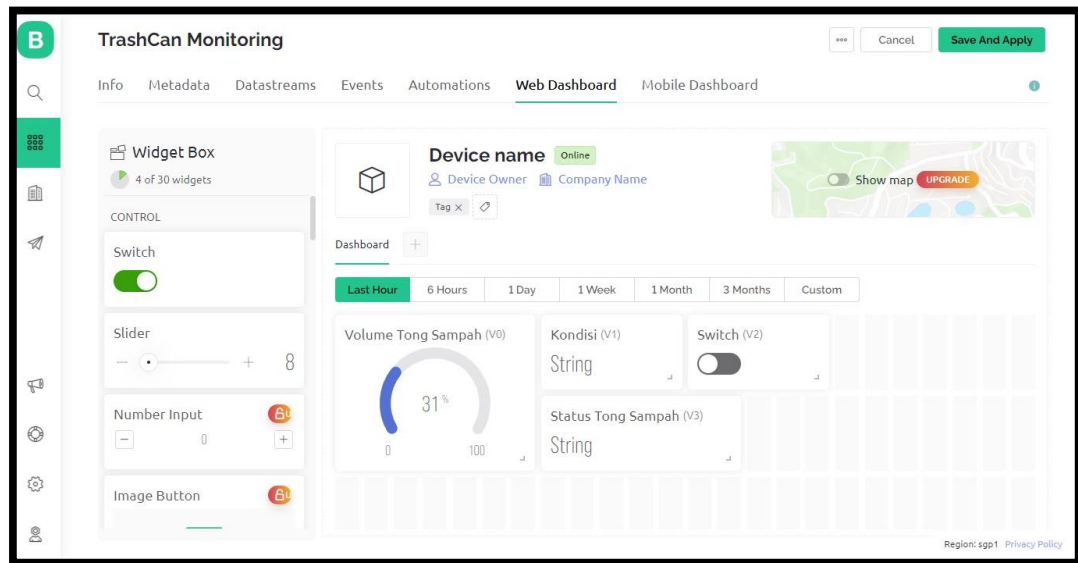 B
TrashCan Monitoring
Cancel
Save And Apply
Info Metadata Datastreams Events Automations Web Dashboard Mobile Dashboard
Widget Box
4 of 30 widgets
CONTROL
Switch
Slider
8
Number Input
0
Image Button
Device name Online
Device Owner Company Name
Tag ×
Show map UPGRADE
Dashboard +
Last Hour 6 Hours 1 Day 1 Week 1 Month 3 Months Custom
Volume Tong Sampah (V0)
31 %
0 100
Kondisi (V1)
String
Switch (V2)
Status Tong Sampah (V3)
String
Region: sgp1 Privacy Policy